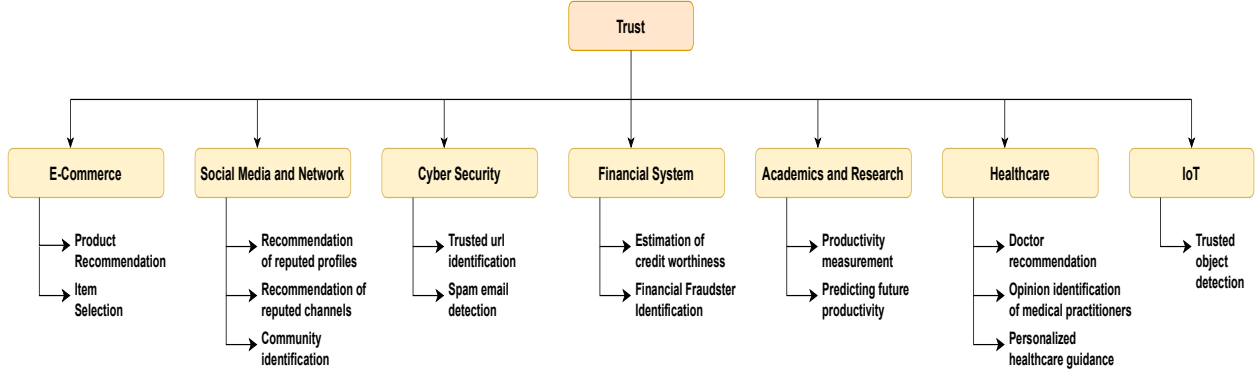 Trust
E-Commerce
Social Media and Network
Cyber Security
Financial System
Academics and Research
Healthcare
IoT
Product
Recommendation
Item
Selection
Recommendation
of reputed profiles
Recommendation of
reputed channels
Community
identification
Trusted url
identification
Spam email
detection
Estimation of
credit worthiness
Financial Fraudster
Identification
Productivity
measurement
Predicting future
productivity
Doctor
recommendation
Opinion identification
of medical practitioners
Personalized
healthcare guidance
Trusted
object
detection